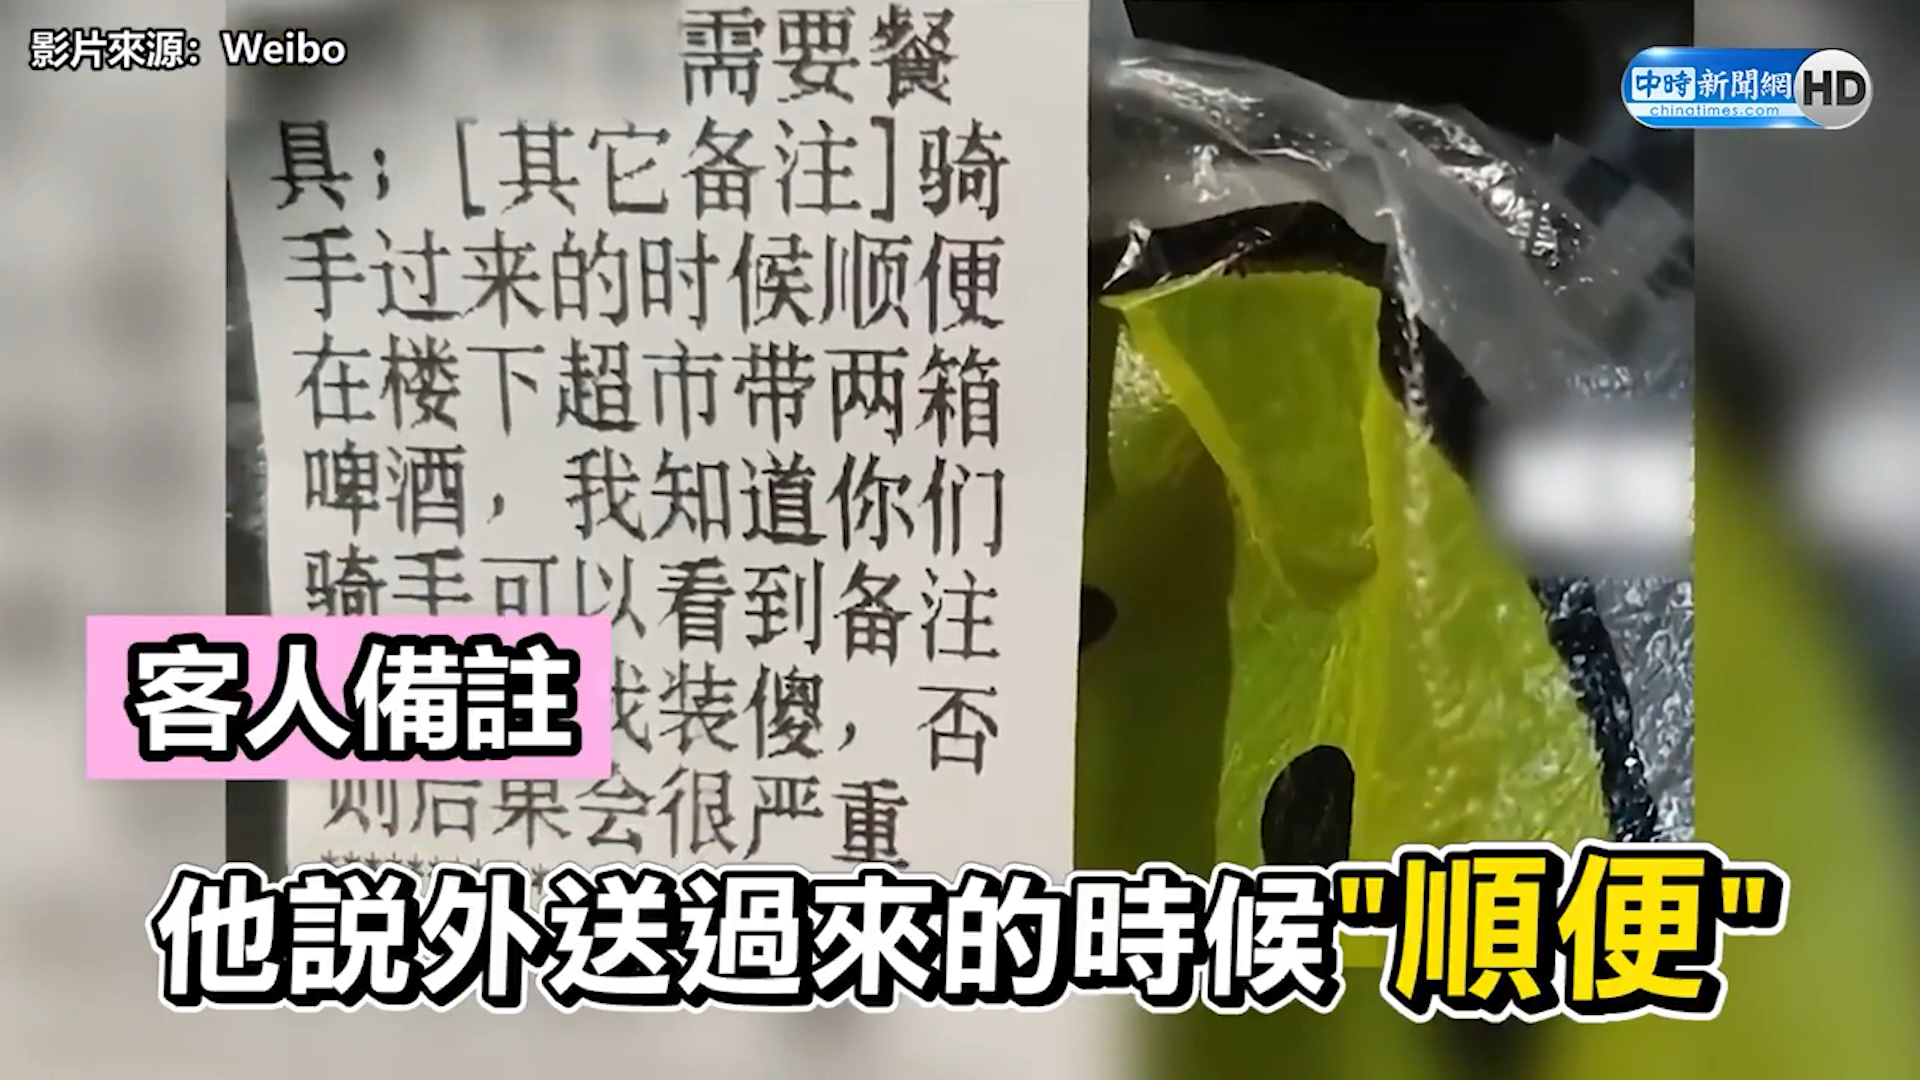 影片來源：Weibo
中時新聞網 HD
chinatimes.com
需要餐
具；[其它备注]骑
手过来的时候顺便
在楼下超市带两箱
啤酒，我知道你们
骑手可以看到备注
我装傻，否
则后果会很严重
客人備註
他説外送過來的時候"順便"